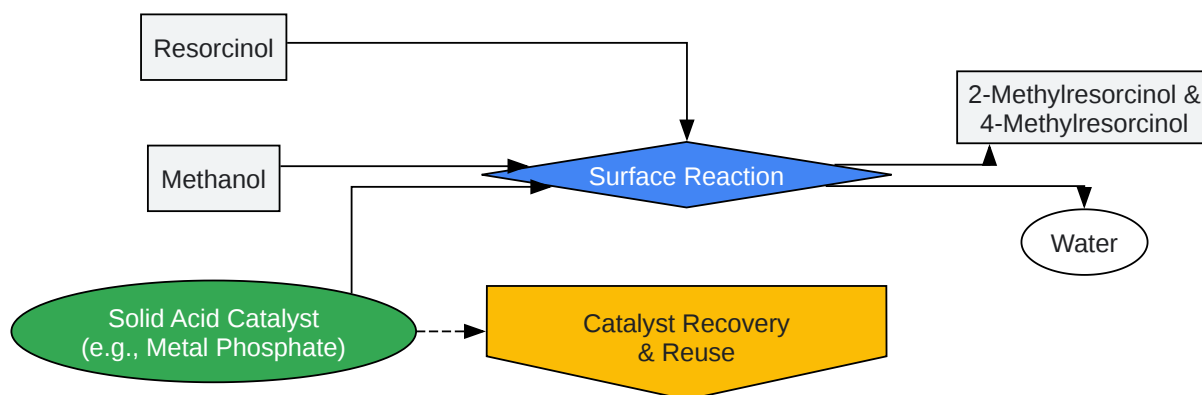 Resorcinol
2-Methylresorcinol &
4-Methylresorcinol
Methanol
Surface Reaction
Water
Solid Acid Catalyst
(e.g., Metal Phosphate)
Catalyst Recovery
& Reuse